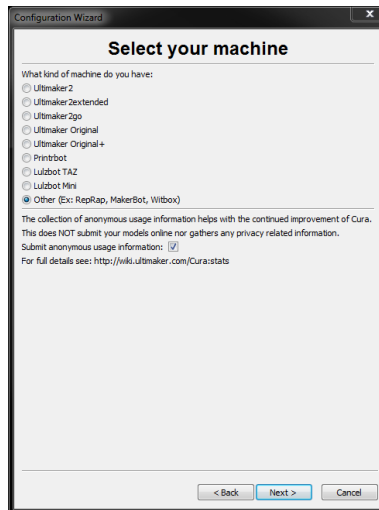 Configuration Wizard
x
Select your machine
What kind of machine do you have:
Ultimaker2
Ultimaker2extended
Ultimaker2go
Ultimaker Original
Ultimaker Original+
Printrbot
Lulzbot TAZ
Lulzbot Mini
Other (Ex: RepRap, MakerBot, Witbox)
The collection of anonymous usage information helps with the continued improvement of Cura.
This does NOT submit your models online nor gathers any privacy related information.
Submit anonymous usage information:
For full details see: http://wiki.ultimaker.com/Cura:stats
< Back Next > Cancel